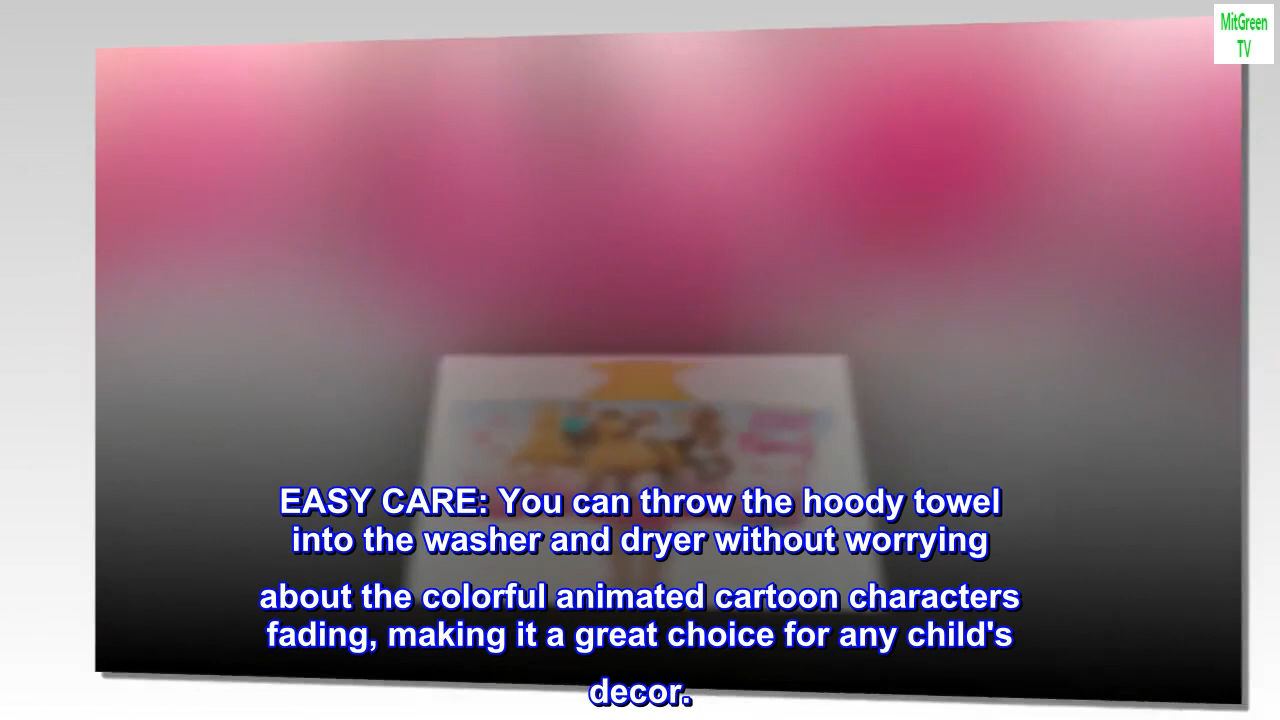 MitGreen
TV
EASY CARE: You can throw the hoody towel
into the washer and dryer without worrying
about the colorful animated cartoon characters
fading, making it a great choice for any child's
decor.